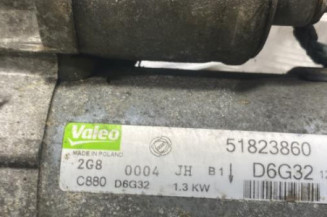 Valeo
MADE IN POLAND
51823860
2G8 0004 JH B1↓ D6G32
C880 D6G32 1.3 KW